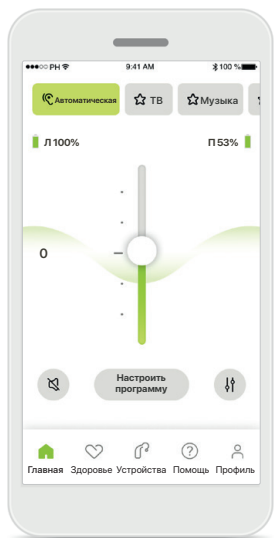 PH 9:41 AM 100 %
Автоматическая ТВ Музыка
Л 100% П 53%
0
Настроить
программу
Главная Здоровье Устройства Помощь Профиль